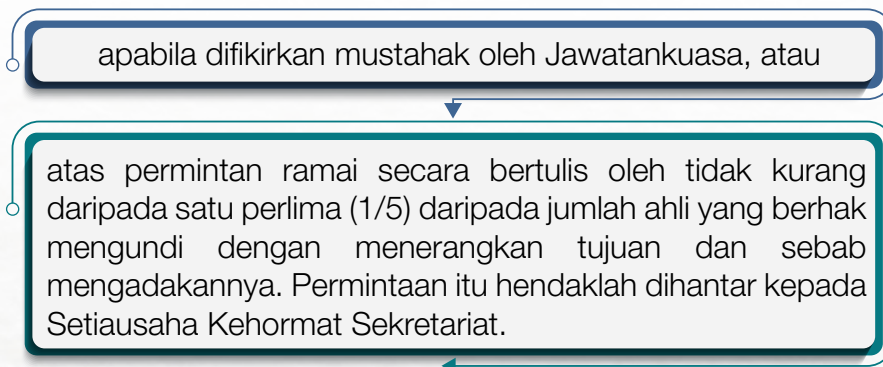 apabila difikirkan mustahak oleh Jawatankuasa, atau
atas permintan ramai secara bertulis oleh tidak kurang
daripada satu perlima (1/5) daripada jumlah ahli yang berhak
mengundi dengan menerangkan tujuan dan sebab
mengadakannya. Permintaan itu hendaklah dihantar kepada
Setiausaha Kehormat Sekretariat.